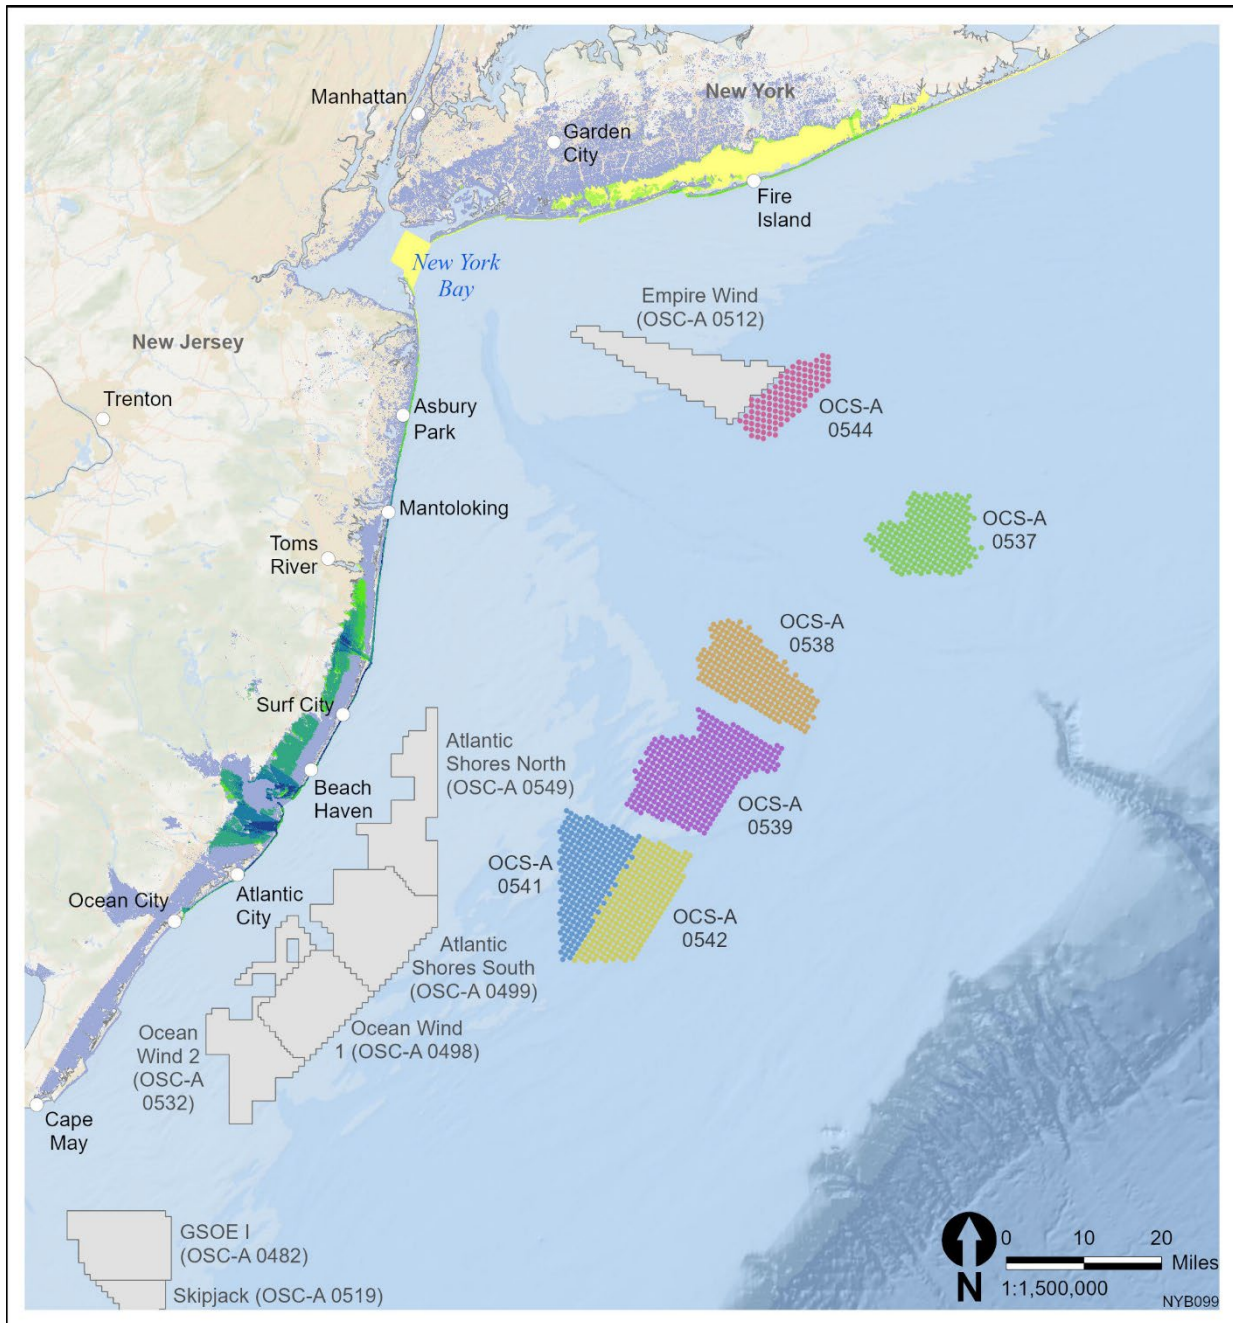 Manhattan
New York
Garden
City
Fire
Island
New York
Bay
Empire Wind
(OSC-A 0512)
New Jersey
Trenton
Asbury
Park
OCS-A
0544
Mantoloking
OCS-A
0537
Toms
River
OCS-A
0538
Surf City
Atlantic
Shores North
(OSC-A 0549)
Beach
Haven
OCS-A
0539
OCS-A
0541
Ocean City
Atlantic
City
OCS-A
0542
Atlantic
Shores South
(OSC-A 0499)
Ocean
Wind 2
(OSC-A
0532)
Ocean Wind
1 (OSC-A 0498)
Cape
May
GSOE I
(OSC-A 0482)
Skipjack (OSC-A 0519)
N
0 10 20
Miles
1:1,500,000
NYB099